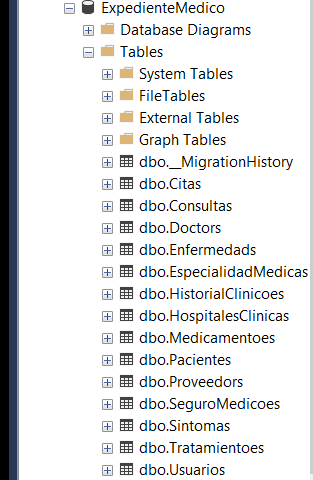 ExpedienteMedico
Database Diagrams
Tables
System Tables
FileTables
External Tables
Graph Tables
dbo.__MigrationHistory
dbo.Citas
dbo.Consultas
dbo.Doctors
dbo.Enfermedads
dbo.EspecialidadMedicas
dbo.HistorialClinicoes
dbo.HospitalesClinicas
dbo.Medicamentoes
dbo.Pacientes
dbo.Proveedors
dbo.SeguroMedicoes
dbo.Sintomas
dbo.Tratamientoes
dbo.Usuarios